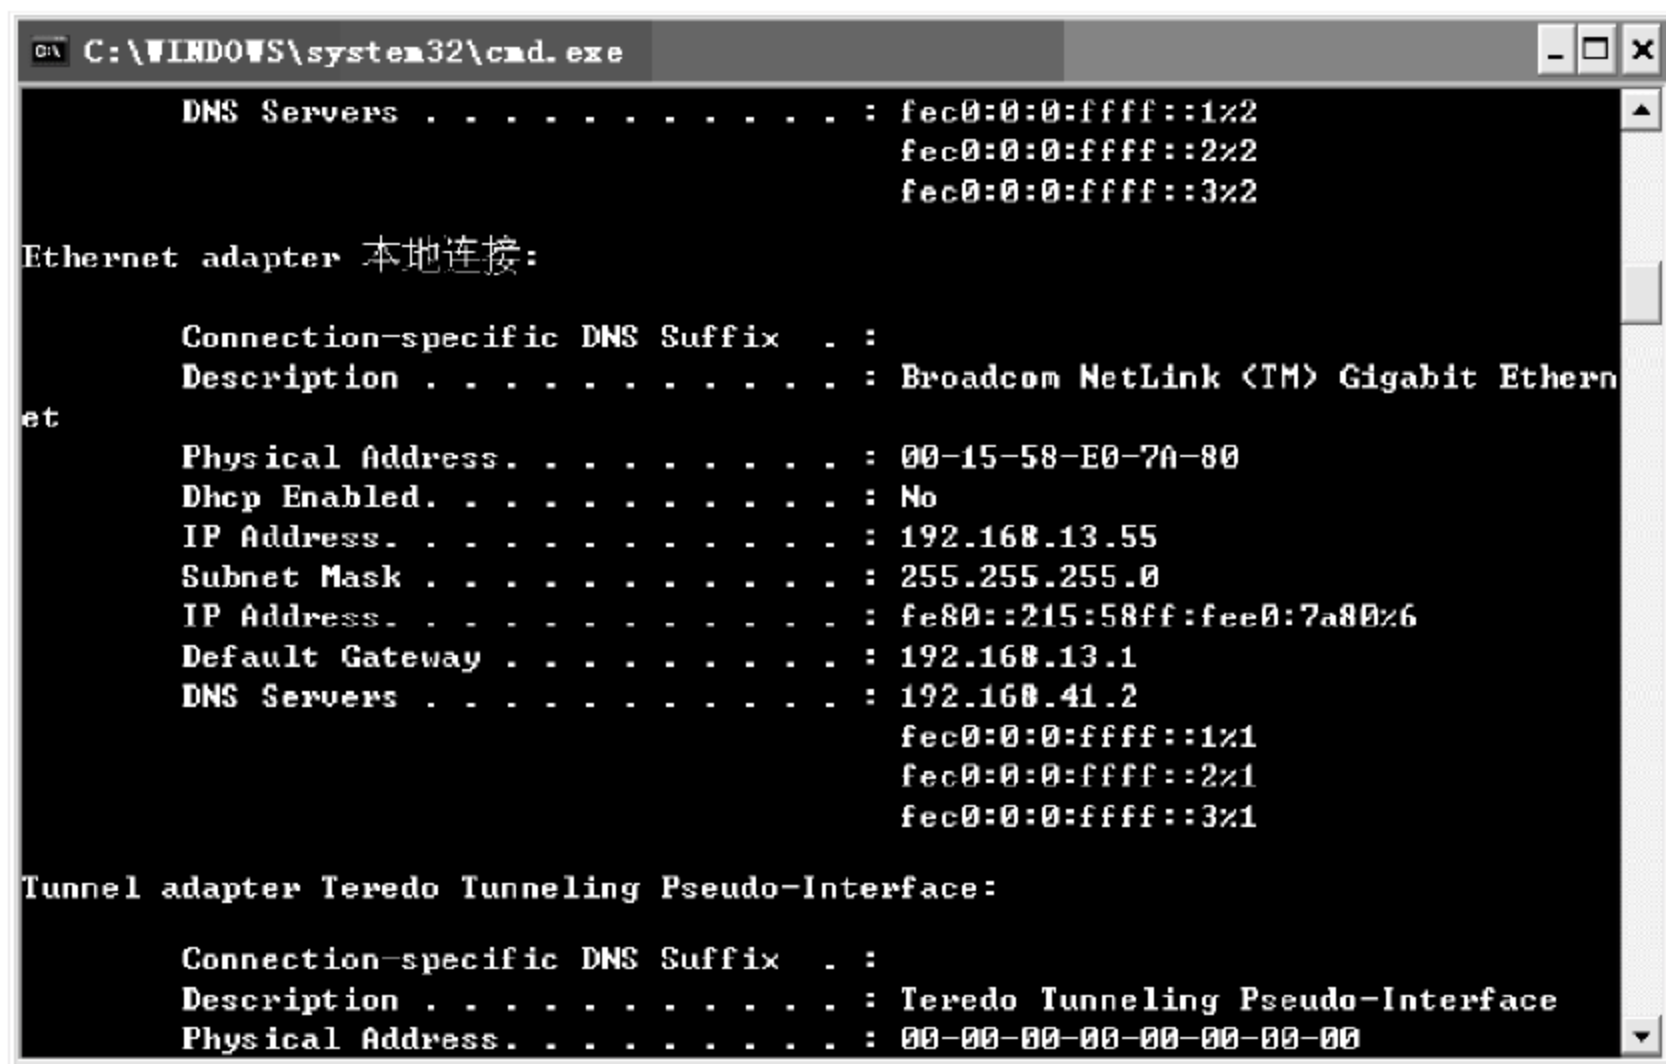 C:\WINDOWS\system32\cmd.exe
DNS Servers . . . . . . . . . . . : fec0:0:0:ffff::1%2
fec0:0:0:ffff::2%2
fec0:0:0:ffff::3%2
Ethernet adapter 本地连接:
Connection-specific DNS Suffix  . :
Description . . . . . . . . . . . : Broadcom NetLink (TM) Gigabit Ethern
et
Physical Address. . . . . . . . . : 00-15-58-E0-7A-80
Dhcp Enabled. . . . . . . . . . . : No
IP Address. . . . . . . . . . . . : 192.168.13.55
Subnet Mask . . . . . . . . . . . : 255.255.255.0
IP Address. . . . . . . . . . . . : fe80::215:58ff:fee0:7a80%6
Default Gateway . . . . . . . . . : 192.168.13.1
DNS Servers . . . . . . . . . . . : 192.168.41.2
fec0:0:0:ffff::1%1
fec0:0:0:ffff::2%1
fec0:0:0:ffff::3%1
Tunnel adapter Teredo Tunneling Pseudo-Interface:
Connection-specific DNS Suffix  . :
Description . . . . . . . . . . . : Teredo Tunneling Pseudo-Interface
Physical Address. . . . . . . . . : 00-00-00-00-00-00-00-00